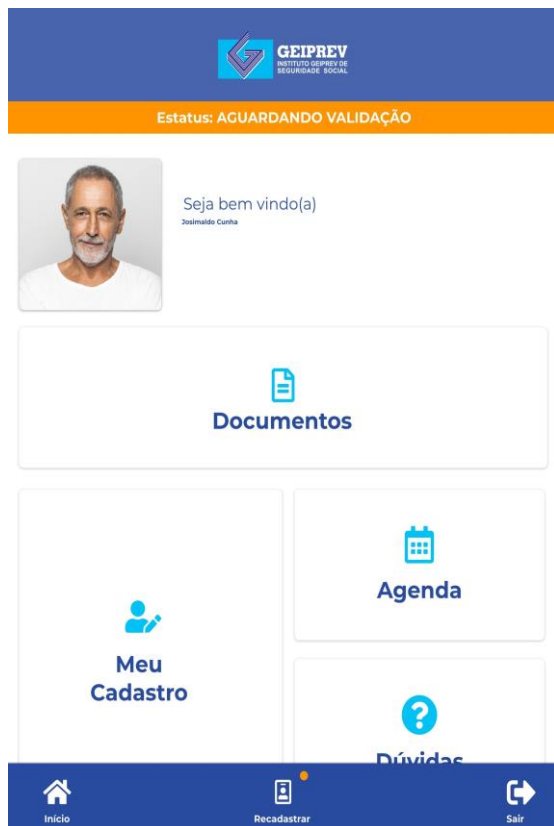 GEIPREV
INSTITUTO GEIPREV DE
SEGURIDADE SOCIAL
Estatus: AGUARDANDO VALIDAÇÃO
Seja bem vindo(a)
Josimaldo Cunha
Documentos
Meu
Cadastro
Agenda
Dúvidas
Início
Recadastrar
Sair